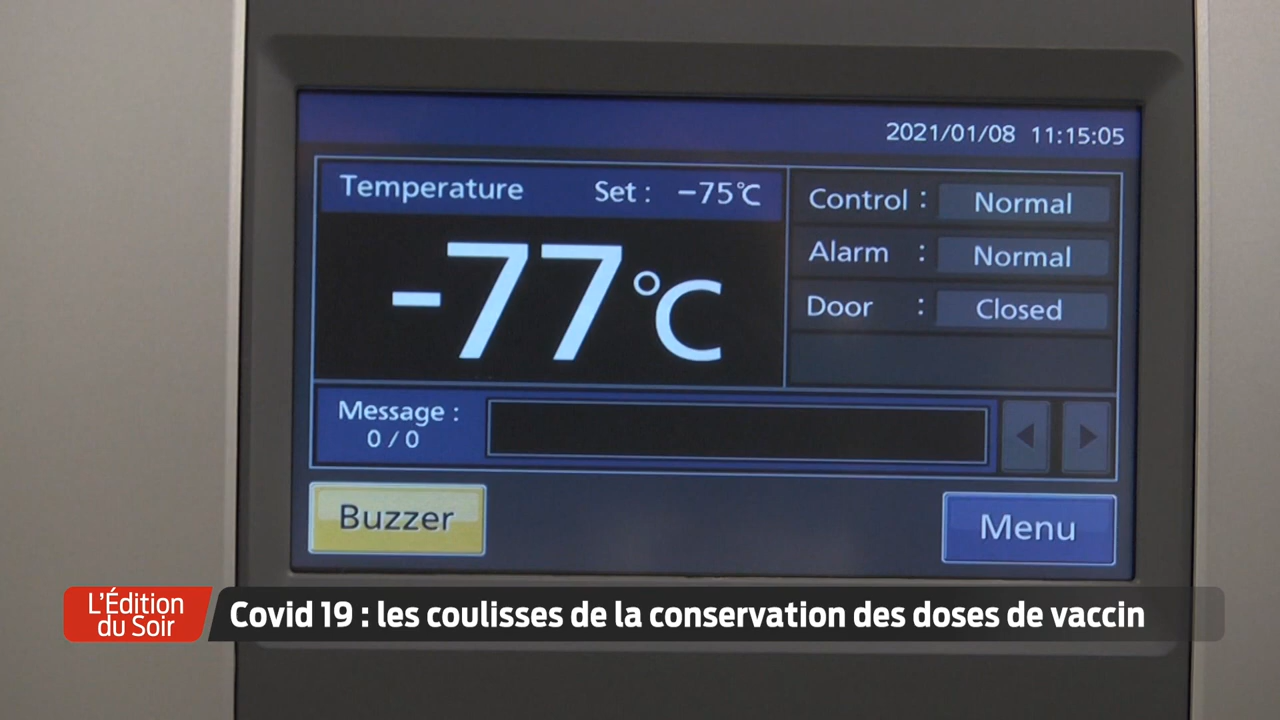 2021/01/08 11:15:05
Temperature Set : -75℃
-77℃
Control : Normal
Alarm : Normal
Door : Closed
Message :
0 / 0
Buzzer
Menu
L'Édition
du Soir
Covid 19 : les coulisses de la conservation des doses de vaccin